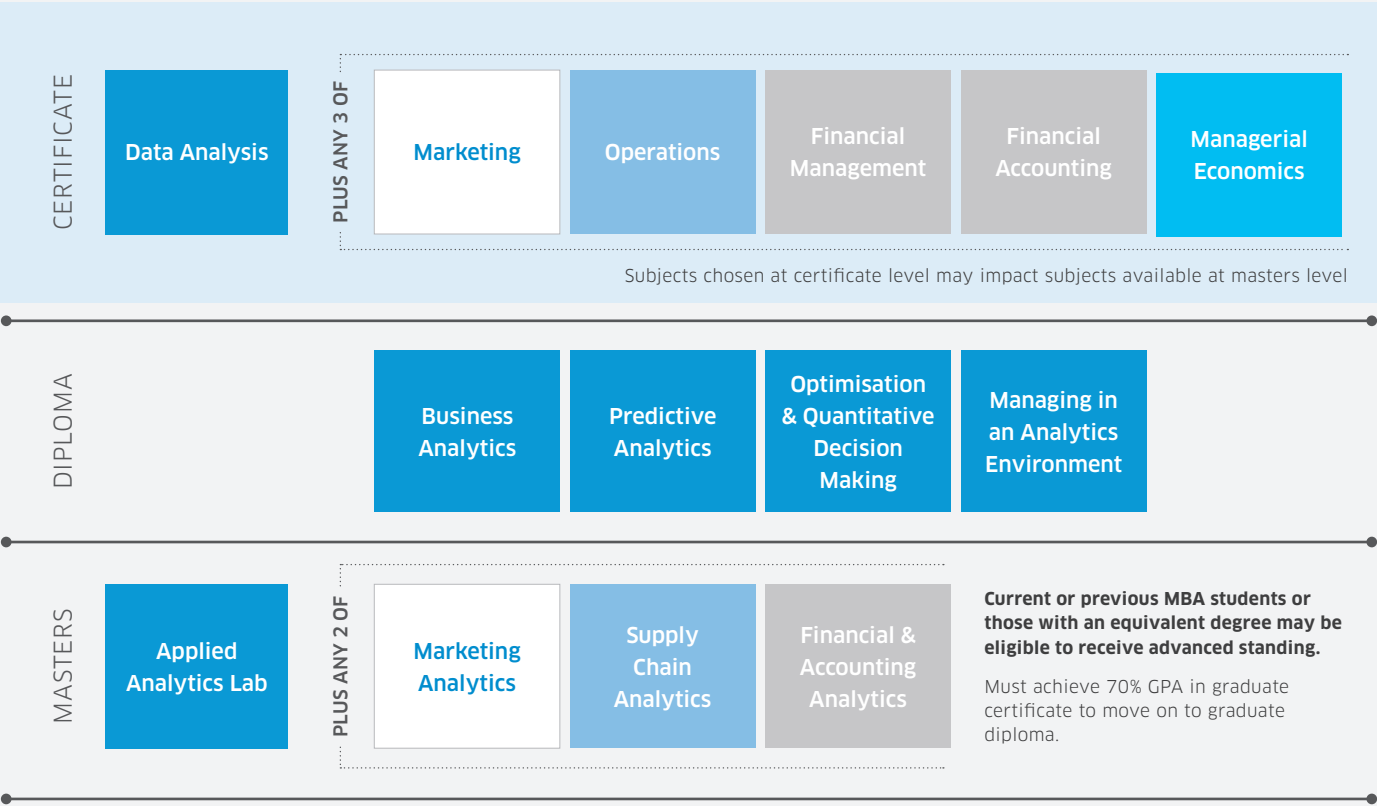 CERTIFICATE
Data Analysis
PLUS ANY 3 OF
Marketing
Operations
Financial
Management
Financial
Accounting
Managerial
Economics
Subjects chosen at certificate level may impact subjects available at masters level
DIPLOMA
Business
Analytics
Predictive
Analytics
Optimisation
& Quantitative
Decision
Making
Managing in
an Analytics
Environment
MASTERS
Applied
Analytics Lab
PLUS ANY 2 OF
Marketing
Analytics
Supply
Chain
Analytics
Financial &
Accounting
Analytics
Current or previous MBA students or
those with an equivalent degree may be
eligible to receive advanced standing.
Must achieve 70% GPA in graduate
certificate to move on to graduate
diploma.